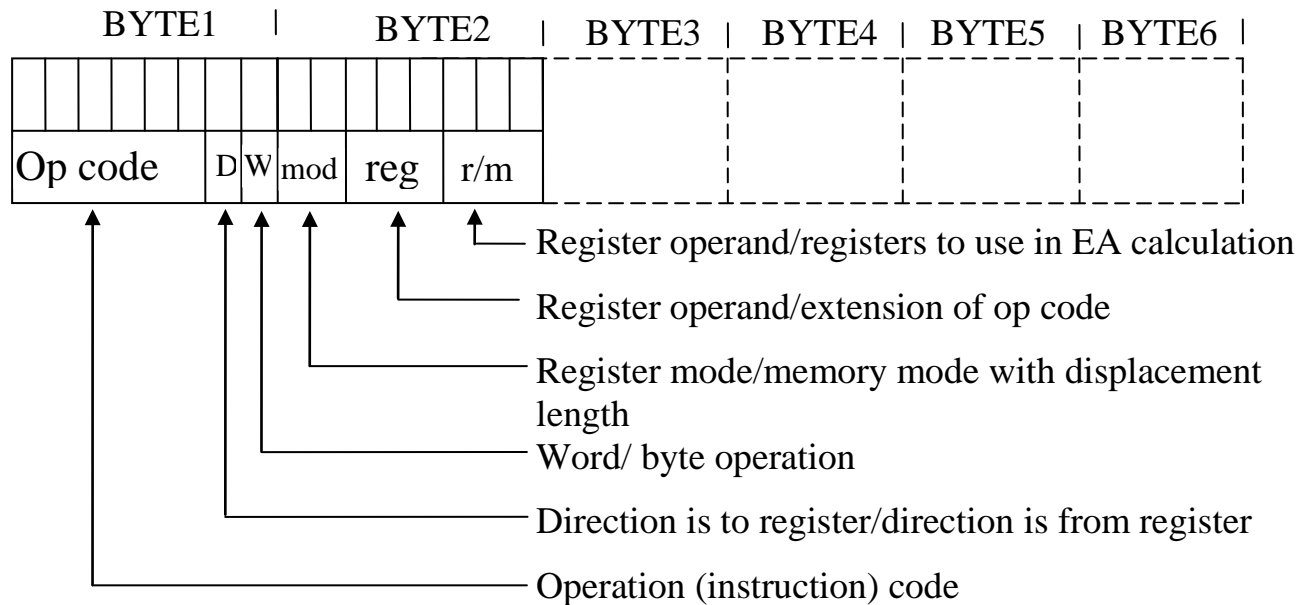 BYTE1 | BYTE2 | BYTE3 | BYTE4 | BYTE5 | BYTE6 |
Op code D W mod reg r/m
Register operand/registers to use in EA calculation
Register operand/extension of op code
Register mode/memory mode with displacement
length
Word/ byte operation
Direction is to register/direction is from register
Operation (instruction) code